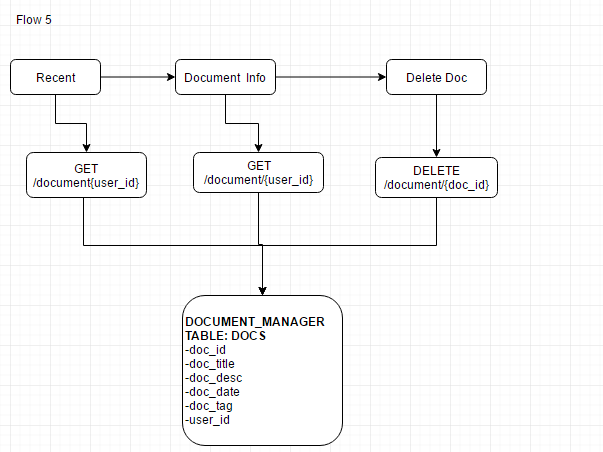 Flow 5
Recent
Document Info
Delete Doc
GET
/document{user_id}
GET
/document/{user_id}
DELETE
/document/{doc_id}
DOCUMENT_MANAGER
TABLE: DOCS
-doc_id
-doc_title
-doc_desc
-doc_date
-doc_tag
-user_id